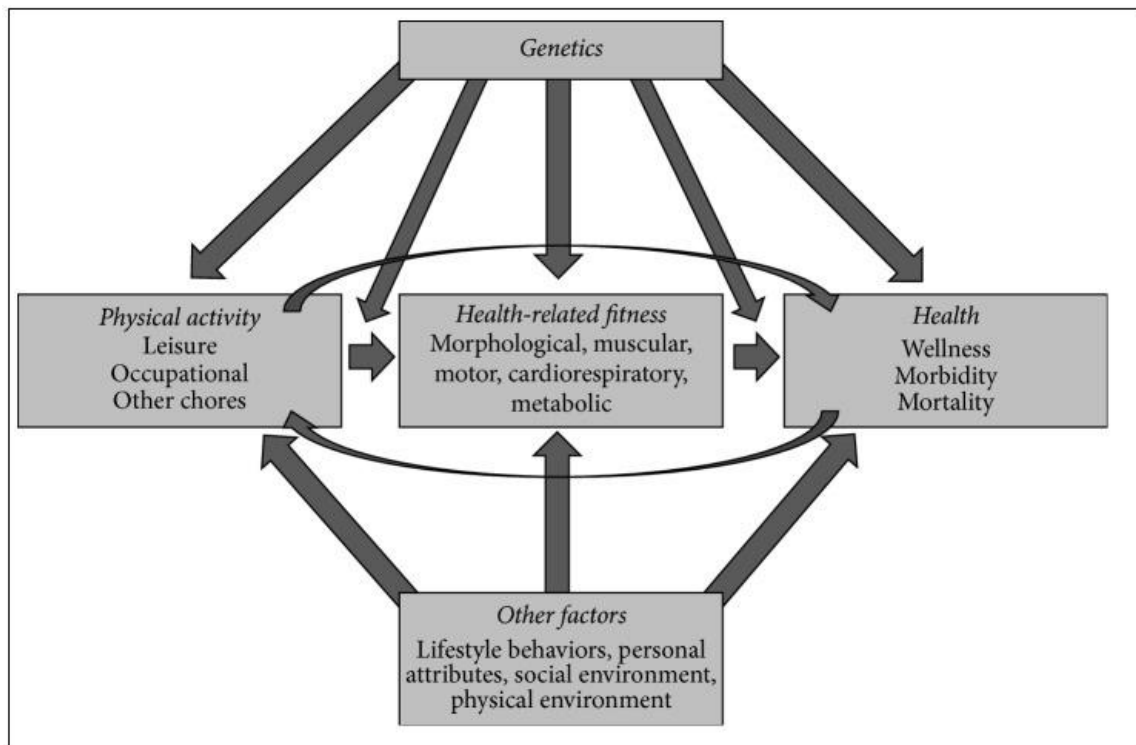 Genetics
Physical activity
Leisure
Occupational
Other chores
Health-related fitness
Morphological, muscular,
motor, cardiorespiratory,
metabolic
Health
Wellness
Morbidity
Mortality
Other factors
Lifestyle behaviors, personal
attributes, social environment,
physical environment